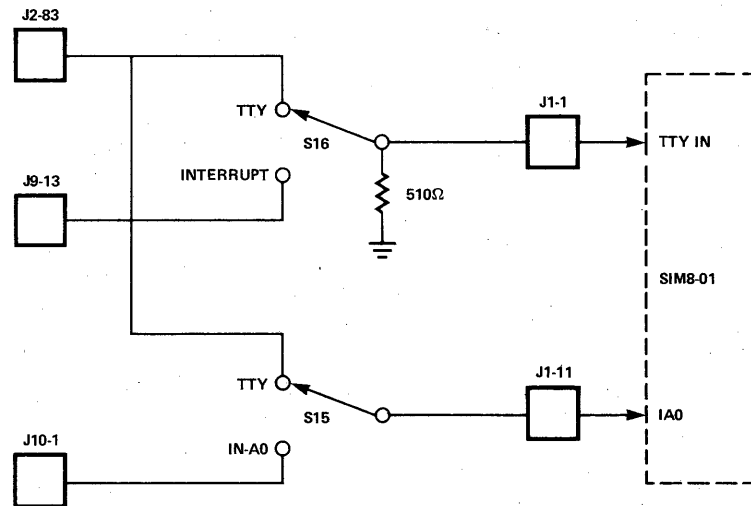 J2-83
TTY
S16
J1-1
TTY IN
INTERRUPT
J9-13
510Ω
SIM8-01
TTY
S15
J1-11
IA0
IN-A0
J10-1